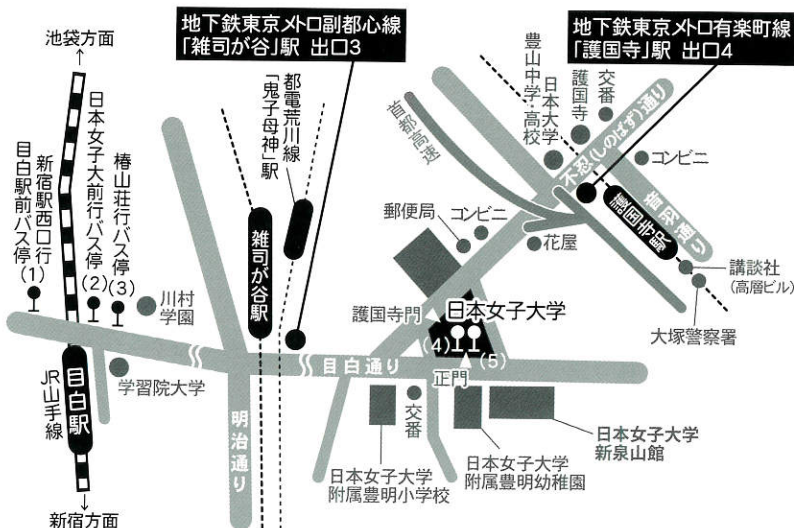 池袋方面
地下鉄東京メトロ副都心線
「雑司が谷」駅 出口3
地下鉄東京メトロ有楽町線
「護国寺」駅 出口4
目白駅前バス停
新宿駅西口行
(1)
日本女子大前行バス停
(2)
椿山荘行バス停
(3)
川村
学園
学習院大学
目白駅
JR山手線
新宿方面
都電荒川線
「鬼子母神」駅
雑司が谷駅
明治通り
目白通り
首都高速
豊山中学・高校
日本大学
護国寺
交番
不忍(しのばず)通り
コンビニ
音羽通り
護国寺駅
講談社
(高層ビル)
大塚警察署
郵便局
コンビニ
花屋
護国寺門
日本女子大学
(4)
(5)
正門
交番
日本女子大学
附属豊明小学校
日本女子大学
附属豊明幼稚園
日本女子大学
新泉山館